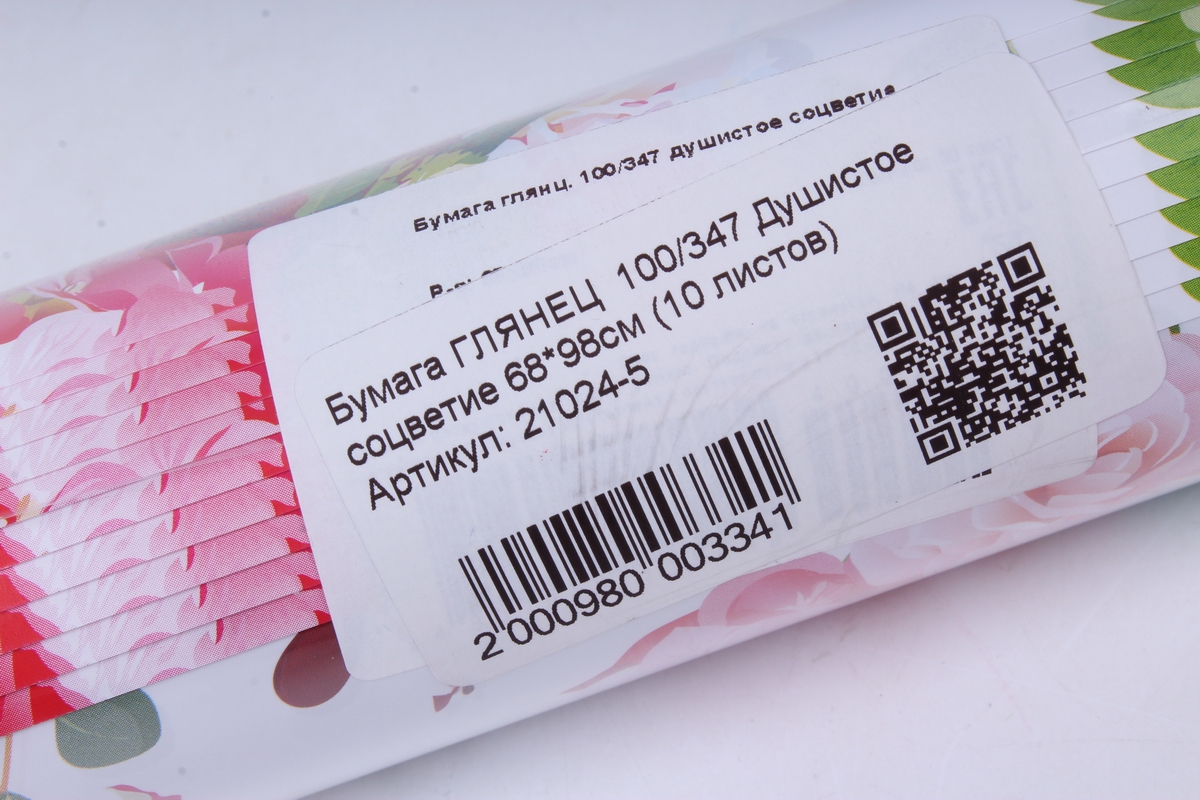 Бумага глянц. 100/347 душистое соцветие
Бумага ГЛЯНЕЦ 100/347 Душистое
соцветие 68*98см (10 листов)
Артикул: 21024-5
2 000980 003341